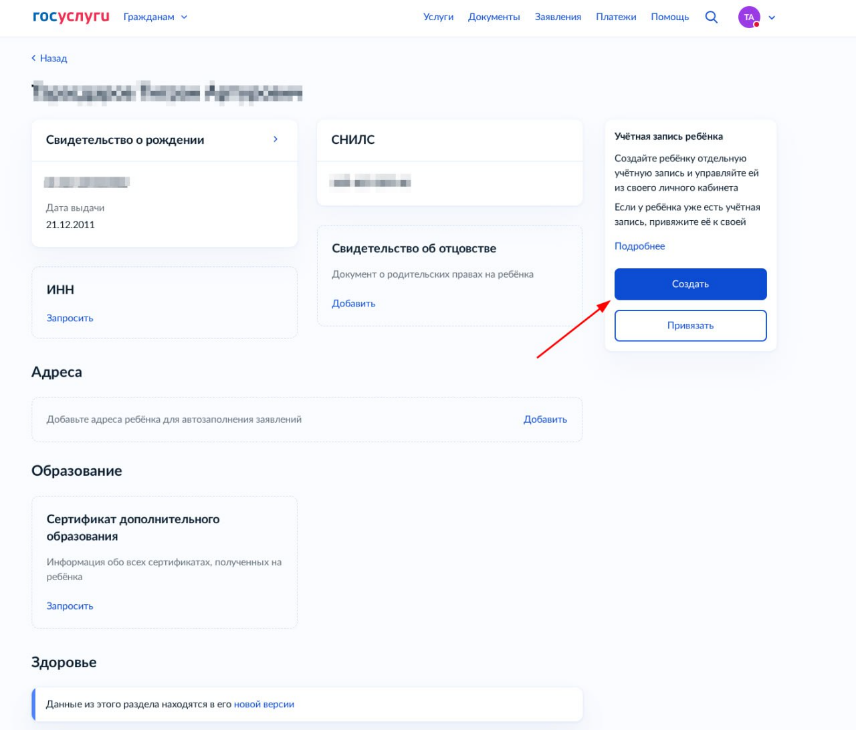 госуслуги Гражданам Услуги Документы Заявления Платежи Помощь ТА
Назад
Свидетельство о рождении
Дата выдачи
21.12.2011
СНИЛС
Учётная запись ребёнка
Создайте ребёнку отдельную
учётную запись и управляйте ей
из своего личного кабинета
Если у ребёнка уже есть учётная
запись, привяжите её к своей
Подробнее
Создать
Привязать
Свидетельство об отцовстве
Документ о родительских правах на ребёнка
Добавить
ИНН
Запросить
Адреса
Добавьте адреса ребёнка для автозаполнения заявлений Добавить
Образование
Сертификат дополнительного
образования
Информация обо всех сертификатах, полученных на
ребёнка
Запросить
Здоровье
Данные из этого раздела находятся в его новой версии